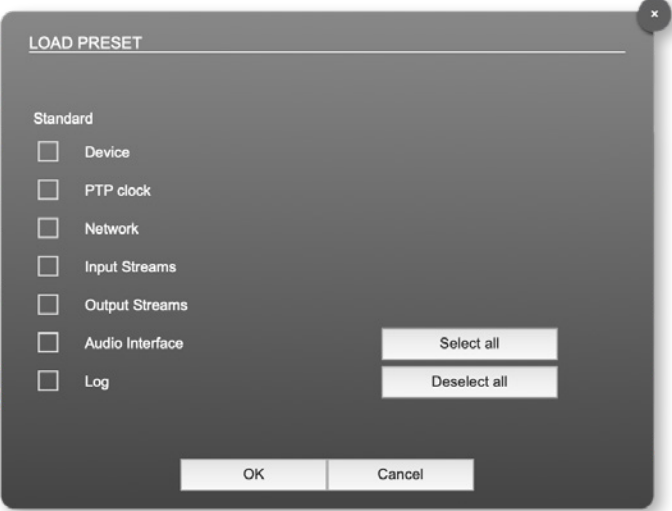 ×
LOAD PRESET
Standard
Device
PTP clock
Network
Input Streams
Output Streams
Audio Interface
Select all
Log
Deselect all
OK
Cancel